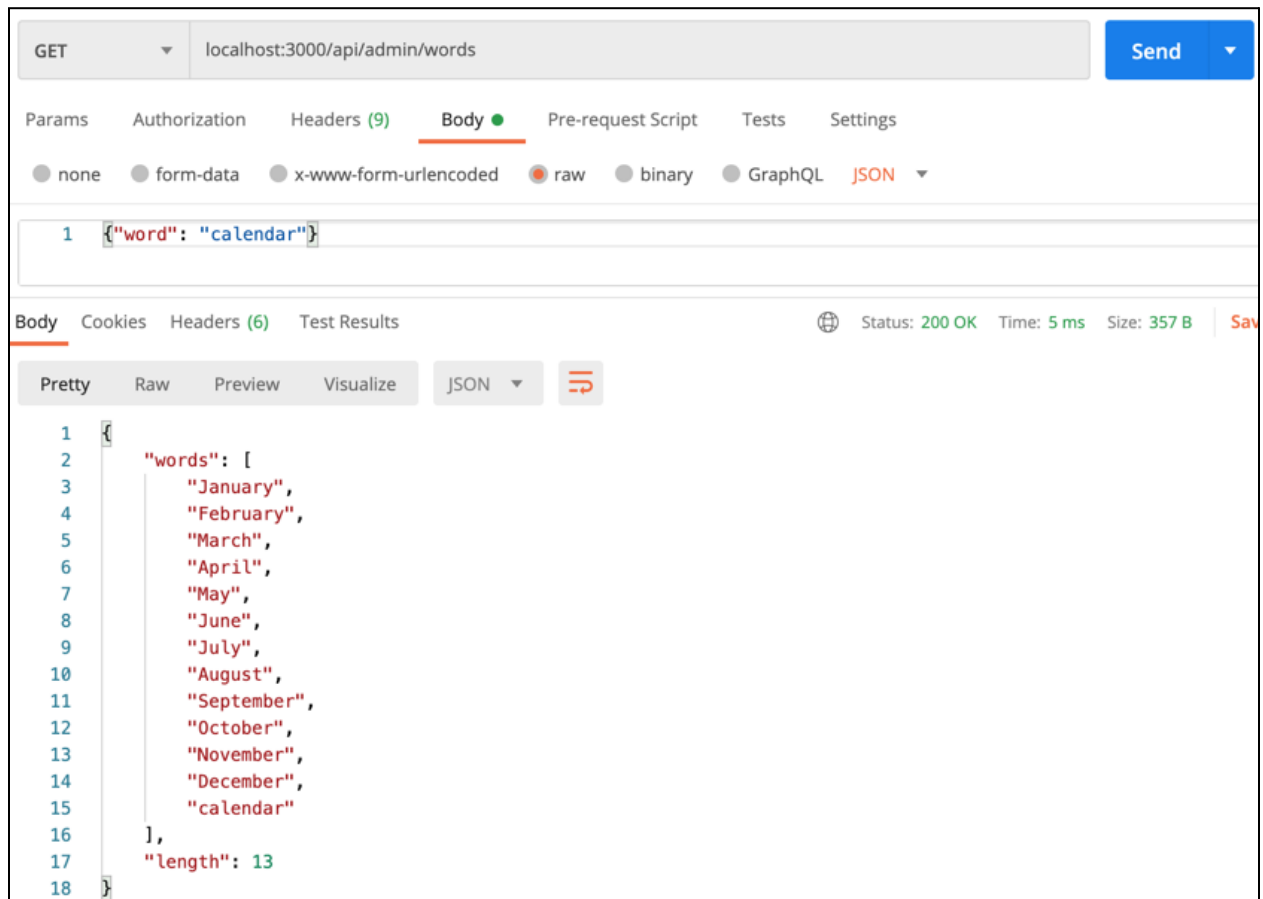 GET localhost:3000/api/admin/words Send
Params Authorization Headers (9) Body Pre-request Script Tests Settings
none form-data x-www-form-urlencoded raw binary GraphQL JSON
1 {"word": "calendar"}
Body Cookies Headers (6) Test Results Status: 200 OK Time: 5 ms Size: 357 B Sav
Pretty Raw Preview Visualize JSON
1 {
2 "words": [
3 "January",
4 "February",
5 "March",
6 "April",
7 "May",
8 "June",
9 "July",
10 "August",
11 "September",
12 "October",
13 "November",
14 "December",
15 "calendar"
16 ],
17 "length": 13
18 }